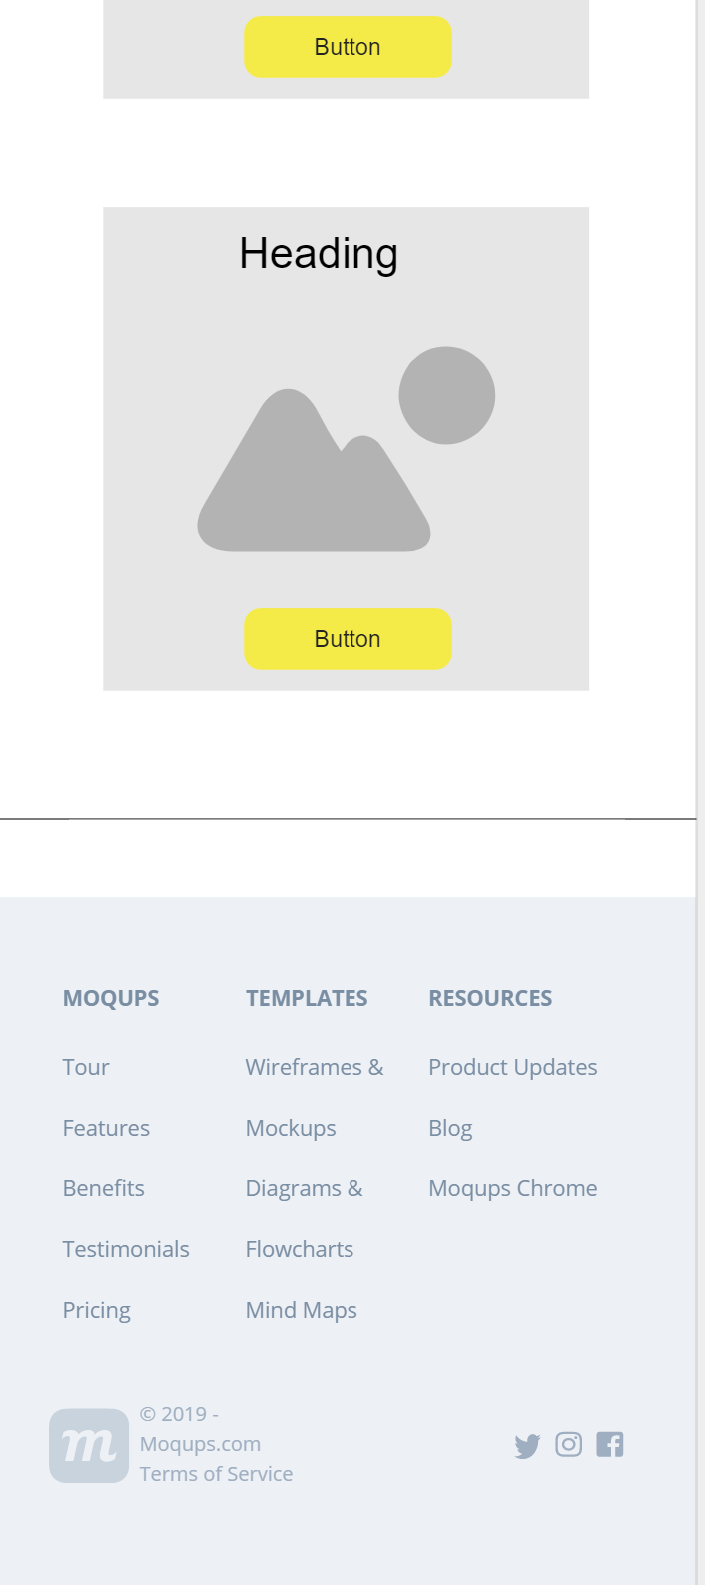 Button
Heading
Button
MOQUPS
Tour
Features
Benefits
Testimonials
Pricing
TEMPLATES
Wireframes &
Mockups
Diagrams &
Flowcharts
Mind Maps
RESOURCES
Product Updates
Blog
Moqups Chrome
m
© 2019 -
Moqups.com
Terms of Service